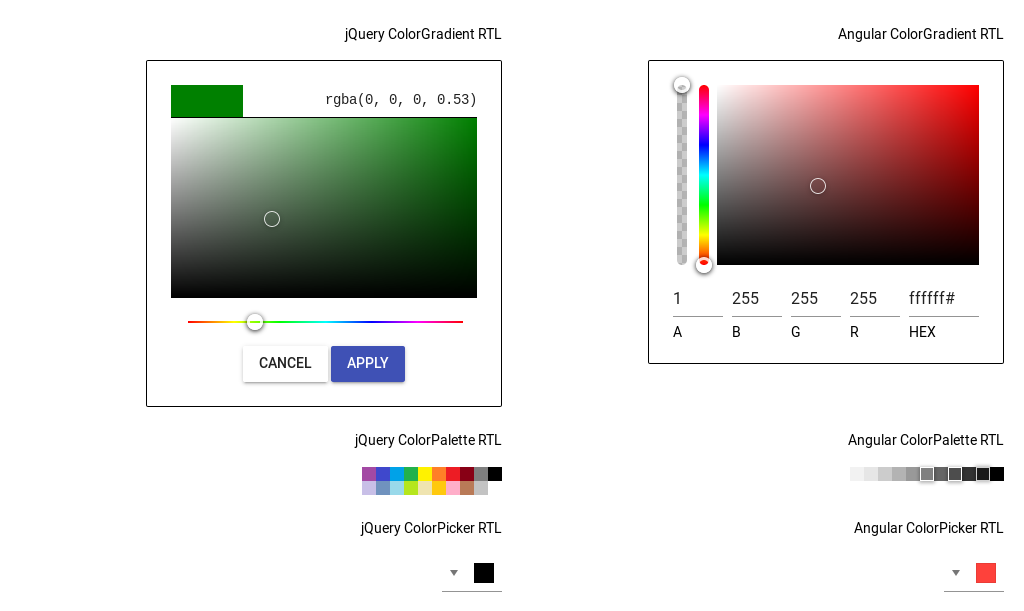 jQuery ColorGradient RTL
rgba(0, 0, 0, 0.53)
CANCEL APPLY
jQuery ColorPalette RTL
jQuery ColorPicker RTL
Angular ColorGradient RTL
1 255 255 255 ffffff#
A B G R HEX
Angular ColorPalette RTL
Angular ColorPicker RTL